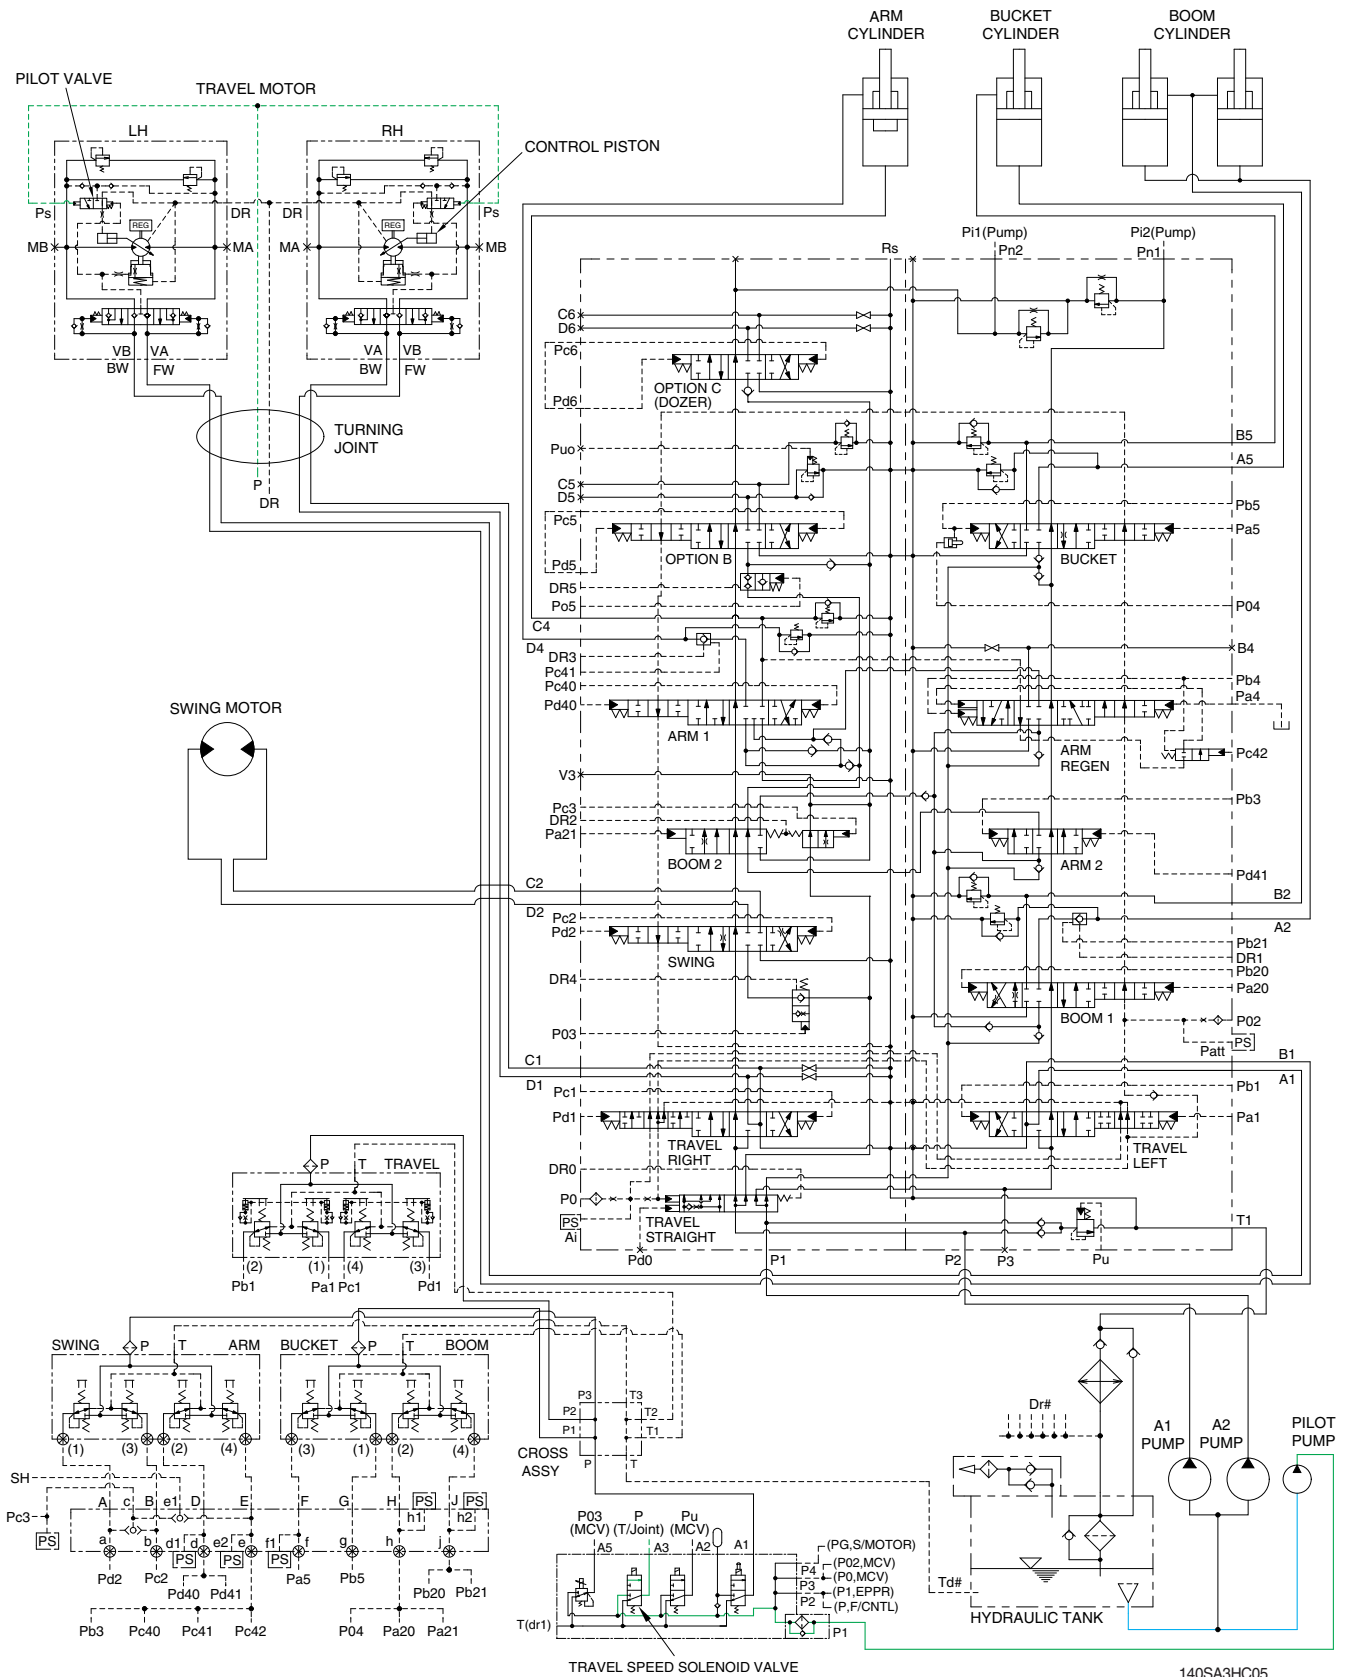 ARM
CYLINDER
BUCKET
CYLINDER
BOOM
CYLINDER
PILOT VALVE
TRAVEL MOTOR
LH
RH
CONTROL PISTON
Ps
DR
DR
Ps
REG
REG
MB
MA
MA
MB
VB
VA
VA
VB
BW
FW
BW
FW
TURNING
JOINT
P
DR
Rs
Pi1(Pump)
Pn2
Pi2(Pump)
Pn1
C6
D6
Pc6
OPTION C
(DOZER)
Pd6
Puo
B5
A5
C5
D5
Pc5
Pb5
Pa5
OPTION B
BUCKET
Pd5
DR5
Po5
P04
C4
D4
B4
DR3
Pc41
Pc40
Pd40
Pb4
Pa4
ARM 1
ARM
REGEN
Pc42
SWING MOTOR
V3
Pc3
DR2
Pa21
Pb3
BOOM 2
ARM 2
Pd41
C2
B2
D2
A2
Pc2
Pd2
Pb21
DR1
SWING
Pb20
Pa20
DR4
BOOM 1
P03
P02
Patt
PS
C1
B1
D1
A1
Pc1
Pb1
Pd1
Pa1
TRAVEL
RIGHT
TRAVEL
LEFT
DR0
P0
PS
Ai
TRAVEL
STRAIGHT
T1
Pd0
P1
P2
P3
Pu
P
T
TRAVEL
(2)
(1)
(4)
(3)
Pb1
Pa1
Pc1
Pd1
SWING
P
T
ARM
BUCKET
P
T
BOOM
(1)
(3)
(2)
(4)
(3)
(1)
(2)
(4)
P3
T3
P2
T2
P1
T1
P
T
CROSS
ASSY
SH
Pc3
PS
A
c
B
e1
D
E
F
G
H
PS
J
PS
h1
h2
a
b
d1
d
e2
e
f1
f
g
h
j
PS
PS
PS
Pd2
Pc2
Pd40
Pd41
Pa5
Pb5
Pb20
Pb21
Pb3
Pc40
Pc41
Pc42
P04
Pa20
Pa21
P03
(MCV)
P
(T/Joint)
Pu
(MCV)
A5
A3
A2
A1
(PG,S/MOTOR)
P4
(P02,MCV)
(P0,MCV)
P3
(P1,EPPR)
P2
(P,F/CNTL)
T(dr1)
P1
TRAVEL SPEED SOLENOID VALVE
Dr#
A1
PUMP
A2
PUMP
PILOT
PUMP
Td#
HYDRAULIC TANK
140SA3HC05